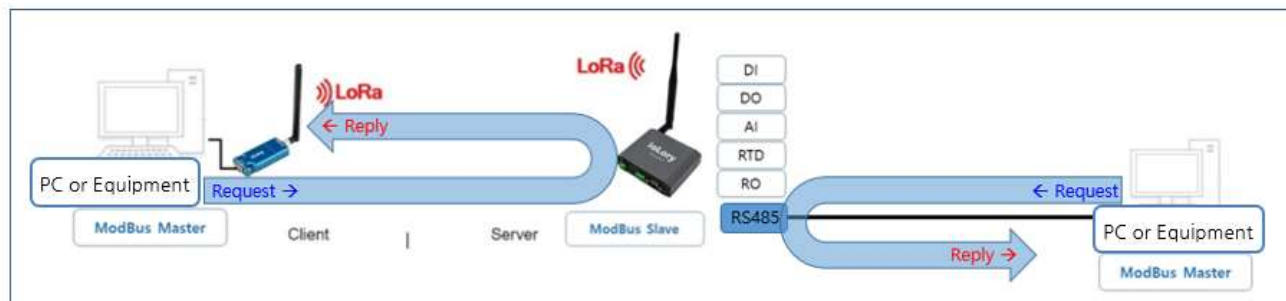 LoRa
LoRa
← Reply
PC or Equipment
Request →
ModBus Master
Client
|
Server
ModBus Slave
ioLory
DI
DO
AI
RTD
RO
RS485
← Request
PC or Equipment
Reply →
ModBus Master